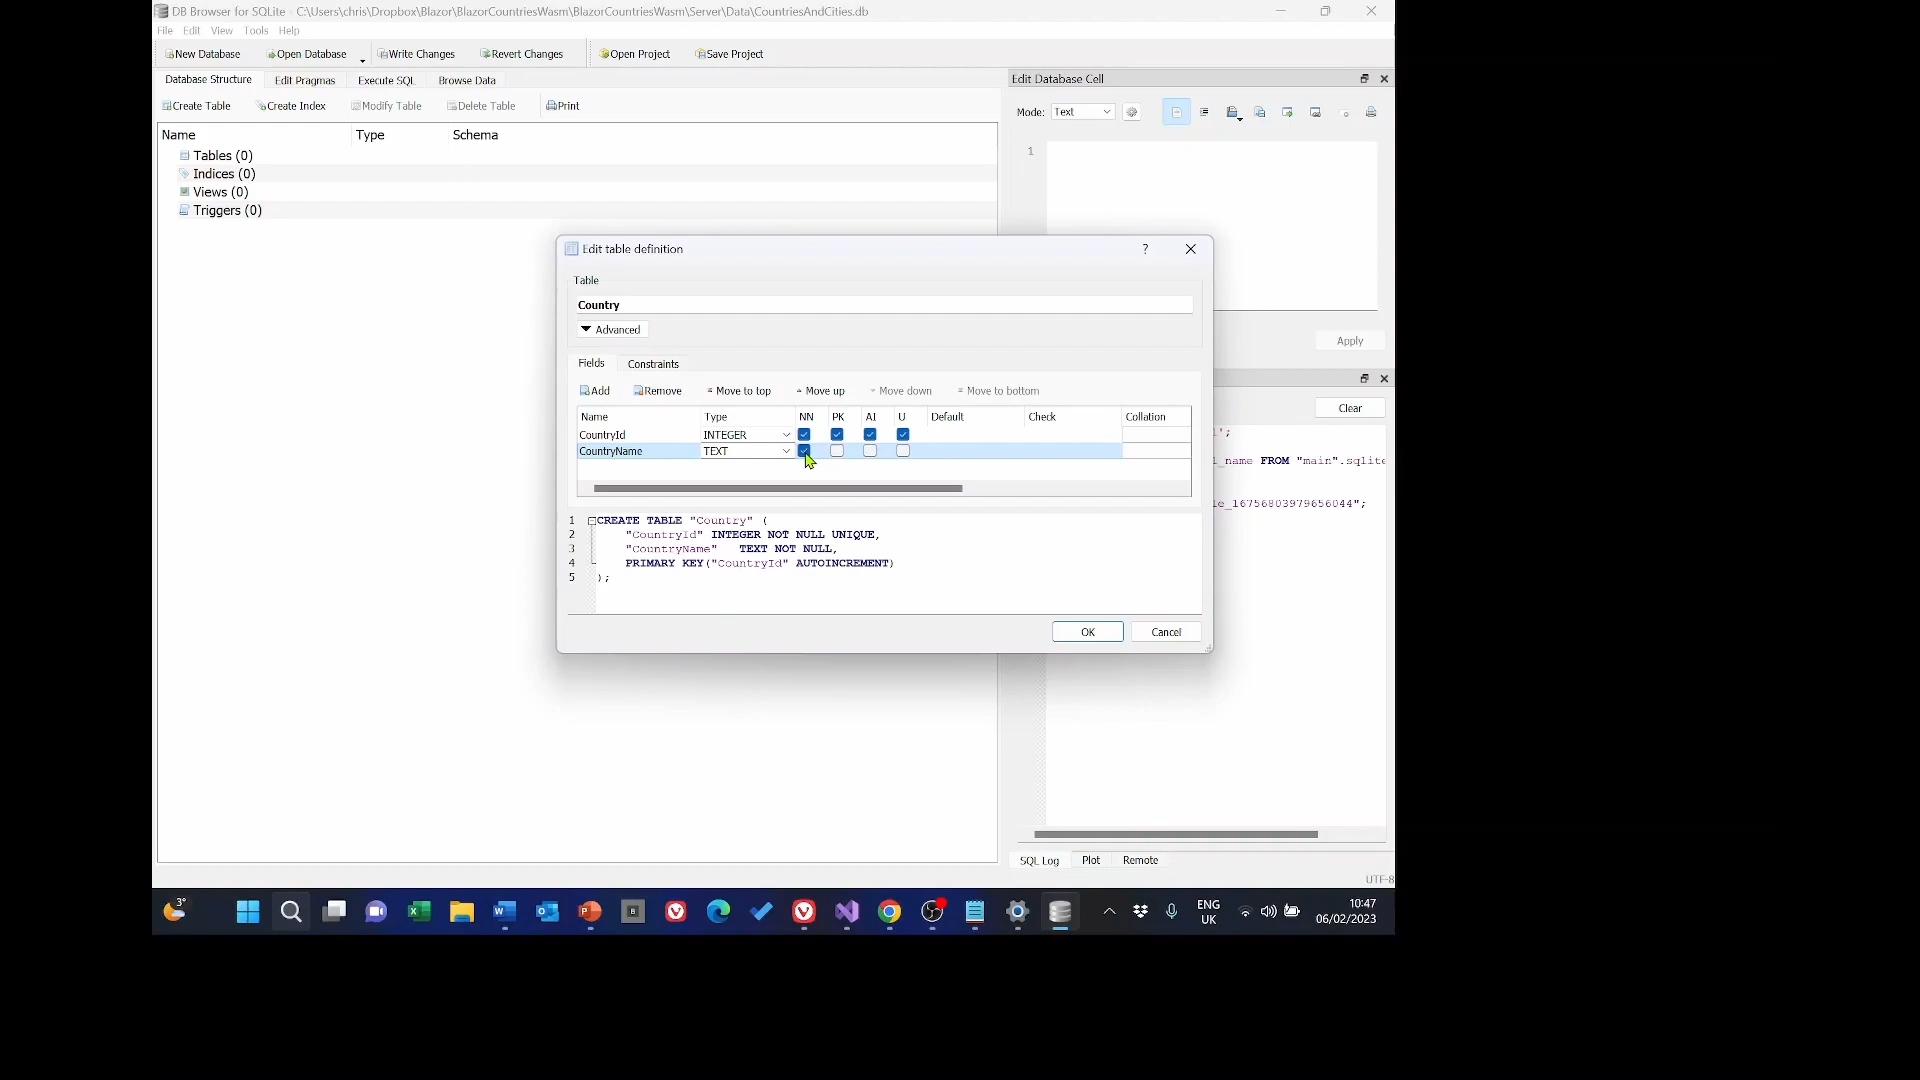 DB Browser for SQLite - C:\Users\chris\Dropbox\Blazor\BlazorCountriesWasm\BlazorCountriesWasm\Server\Data\CountriesAndCities.db
File Edit View Tools Help
New Database Open Database Write Changes Revert Changes Open Project Save Project
Database Structure Edit Pragmas Execute SQL Browse Data
Edit Database Cell
Create Table Create Index Modify Table Delete Table Print
Mode: Text
Name Type Schema
1
Tables (0)
Indices (0)
Views (0)
Triggers (0)
Edit table definition ?
Table
Country
Advanced
Apply
Fields Constraints
Add Remove Move to top Move up Move down Move to bottom
Clear
Name Type NN PK AI U Default Check Collation
CountryId INTEGER
CountryName TEXT
';
_name FROM "main".sqlite
le_16756803979656044";
1 CREATE TABLE "Country" (
2 "CountryId" INTEGER NOT NULL UNIQUE,
3 "CountryName" TEXT NOT NULL,
4 PRIMARY KEY("CountryId" AUTOINCREMENT)
5 );
OK Cancel
SQL Log Plot Remote
UTF-8
3°
ENG
UK
10:47
06/02/2023